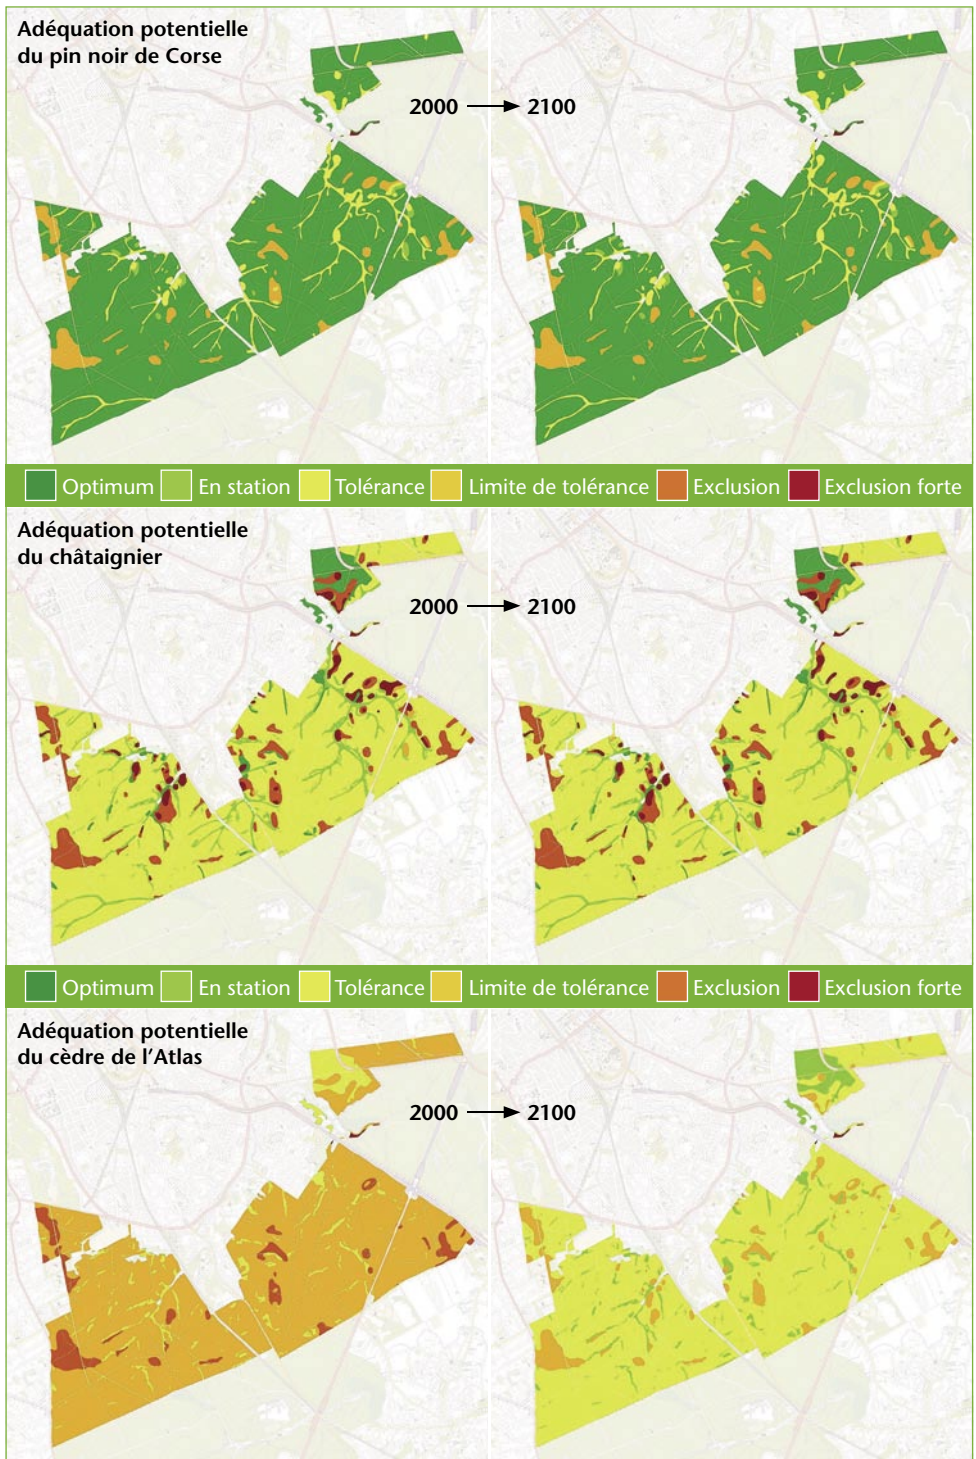 Adéquation potentielle
du pin noir de Corse
2000 → 2100
Optimum En station Tolérance Limite de tolérance Exclusion Exclusion forte
Adéquation potentielle
du châtaignier
2000 → 2100
Optimum En station Tolérance Limite de tolérance Exclusion Exclusion forte
Adéquation potentielle
du cèdre de l’Atlas
2000 → 2100